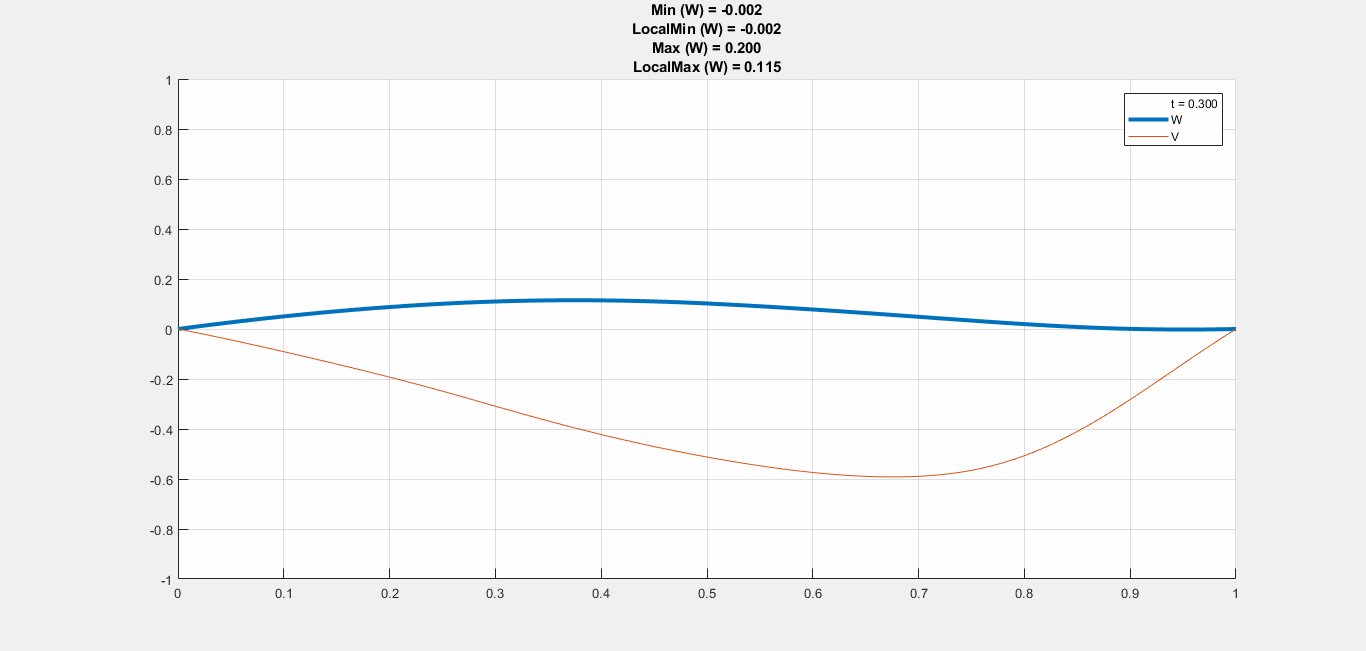 Min (W) = -0.002
LocalMin (W) = -0.002
Max (W) = 0.200
LocalMax (W) = 0.115
t = 0.300
W
V
1
0.8
0.6
0.4
0.2
0
-0.2
-0.4
-0.6
-0.8
-1
0 0.1 0.2 0.3 0.4 0.5 0.6 0.7 0.8 0.9 1